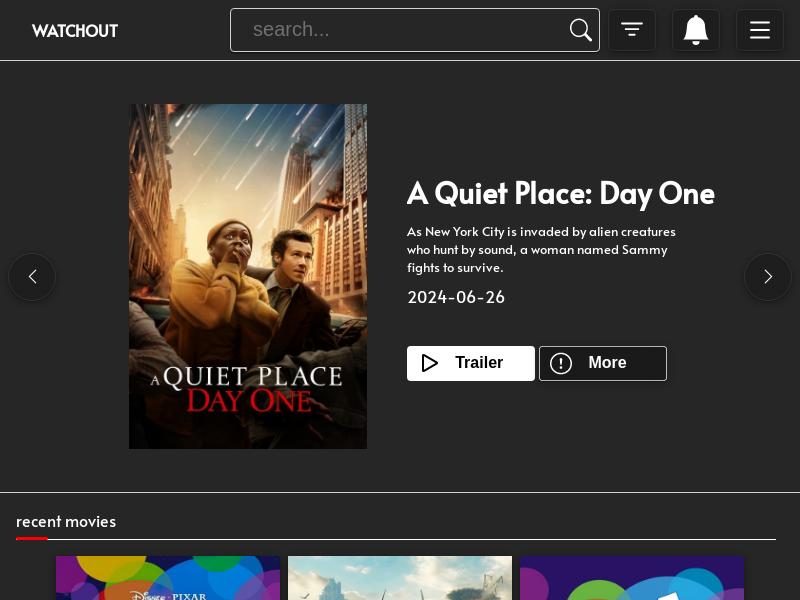 WATCHOUT
search...
A QUIET PLACE
DAY ONE
A Quiet Place: Day One
As New York City is invaded by alien creatures
who hunt by sound, a woman named Sammy
fights to survive.
2024-06-26
Trailer
More
recent movies
Disney · PIXAR